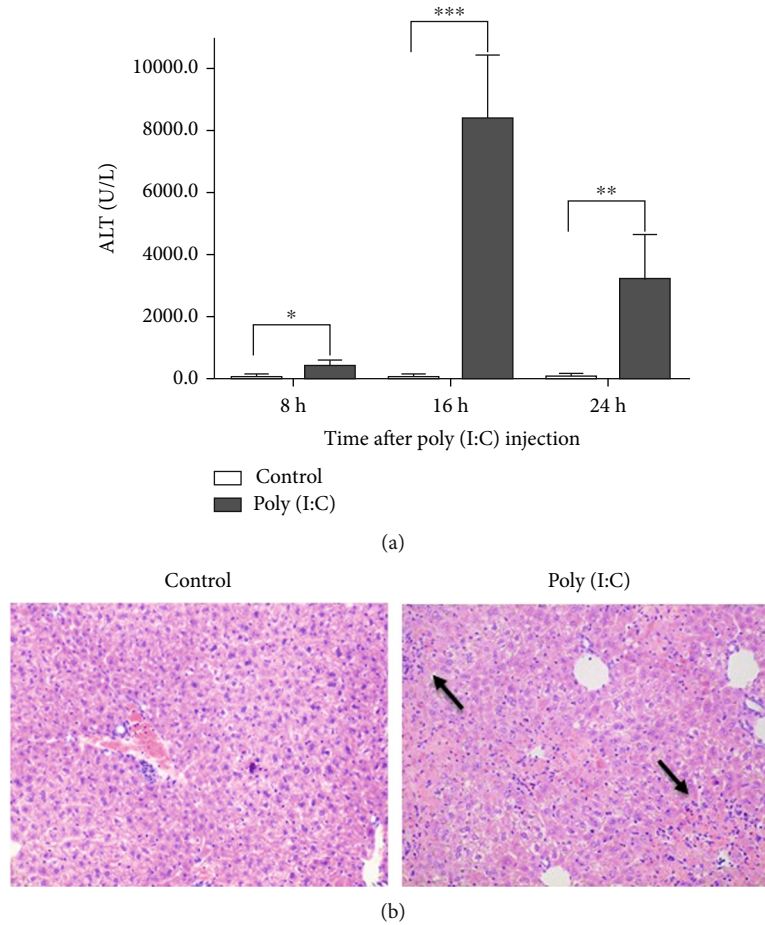 ***
10000.0
8000.0
6000.0
4000.0
2000.0
0.0
ALT (U/L)
**
*
8 h 16 h 24 h
Time after poly (I:C) injection
Control
Poly (I:C)
(a)
Control Poly (I:C)
(b)